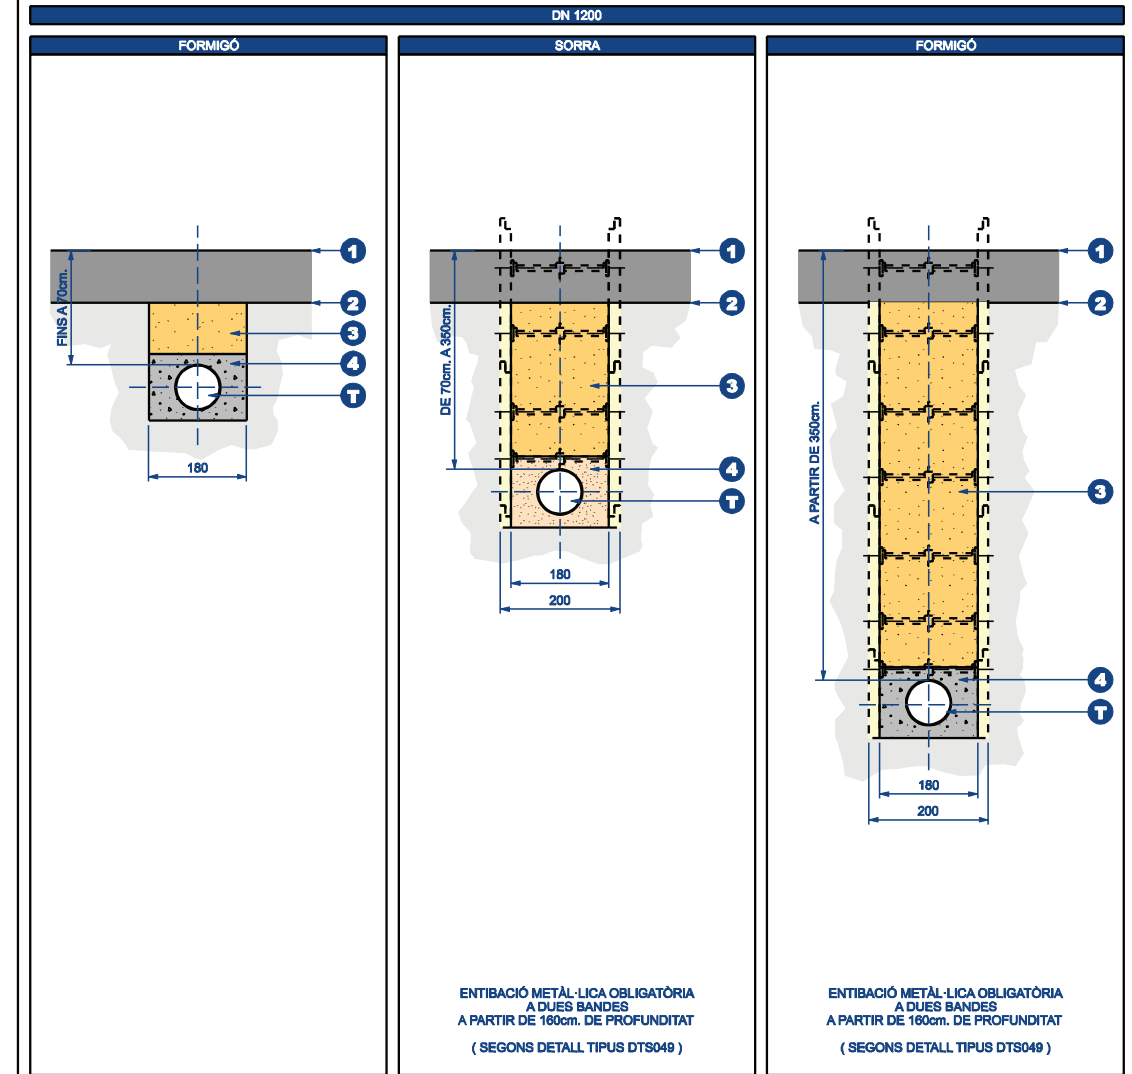 DN 1200
FORMIGÓ
FINS A 70cm.
1
2
3
4
T
180
SORRA
DE 70cm. A 350cm.
1
2
3
4
T
180
200
ENTIBACIÓ METÀL·LICA OBLIGATÒRIA
A DUES BANDES
A PARTIR DE 160cm. DE PROFUNDITAT
( SEGONS DETALL TIPUS DTS049 )
FORMIGÓ
A PARTIR DE 350cm.
1
2
3
4
T
180
200
ENTIBACIÓ METÀL·LICA OBLIGATÒRIA
A DUES BANDES
A PARTIR DE 160cm. DE PROFUNDITAT
( SEGONS DETALL TIPUS DTS049 )